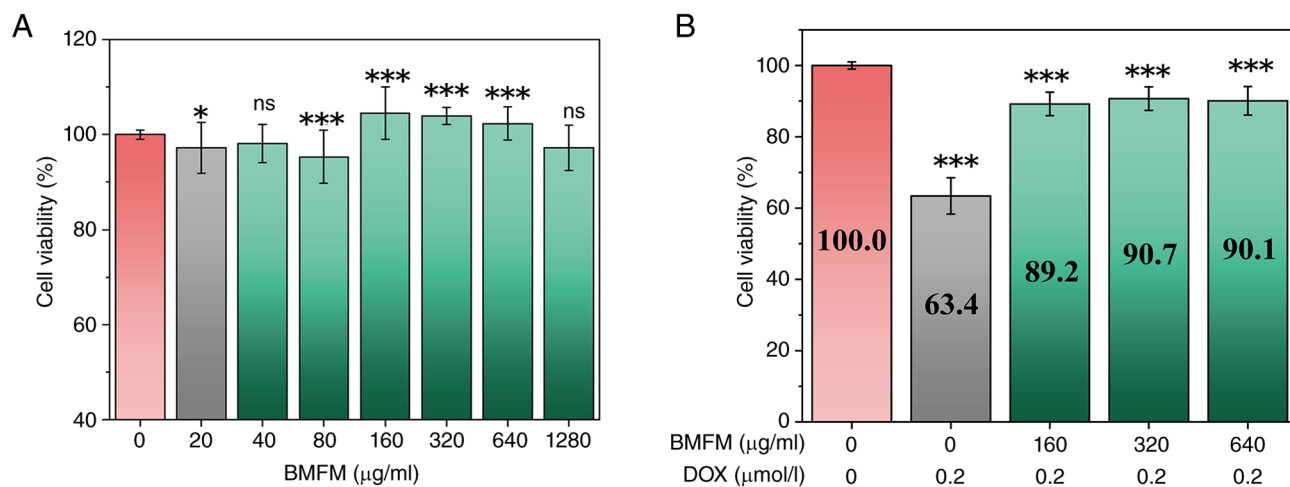 A
120
100
80
60
40
Cell viability (%)
*
ns
***
***
***
***
ns
0 20 40 80 160 320 640 1280
BMFM (μg/ml)
B
100
80
60
40
20
0
Cell viability (%)
***
***
***
***
100.0
63.4
89.2
90.7
90.1
BMFM (μg/ml) 0 0 160 320 640
DOX (μmol/l) 0 0.2 0.2 0.2 0.2